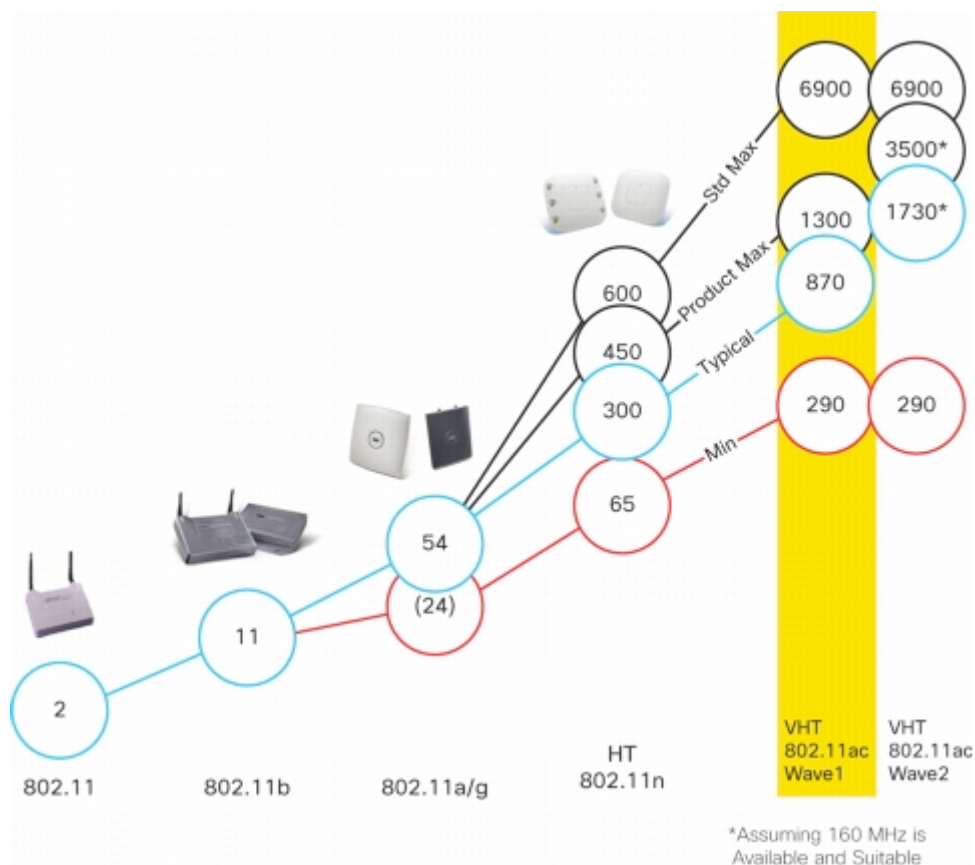 6900
6900
3500*
1300
1730*
870
290
290
Std Max
Product Max
Typical
Min
600
450
300
65
54
(24)
11
2
802.11
802.11b
802.11a/g
HT
802.11n
VHT
802.11ac
Wave1
VHT
802.11ac
Wave2
*Assuming 160 MHz is
Available and Suitable